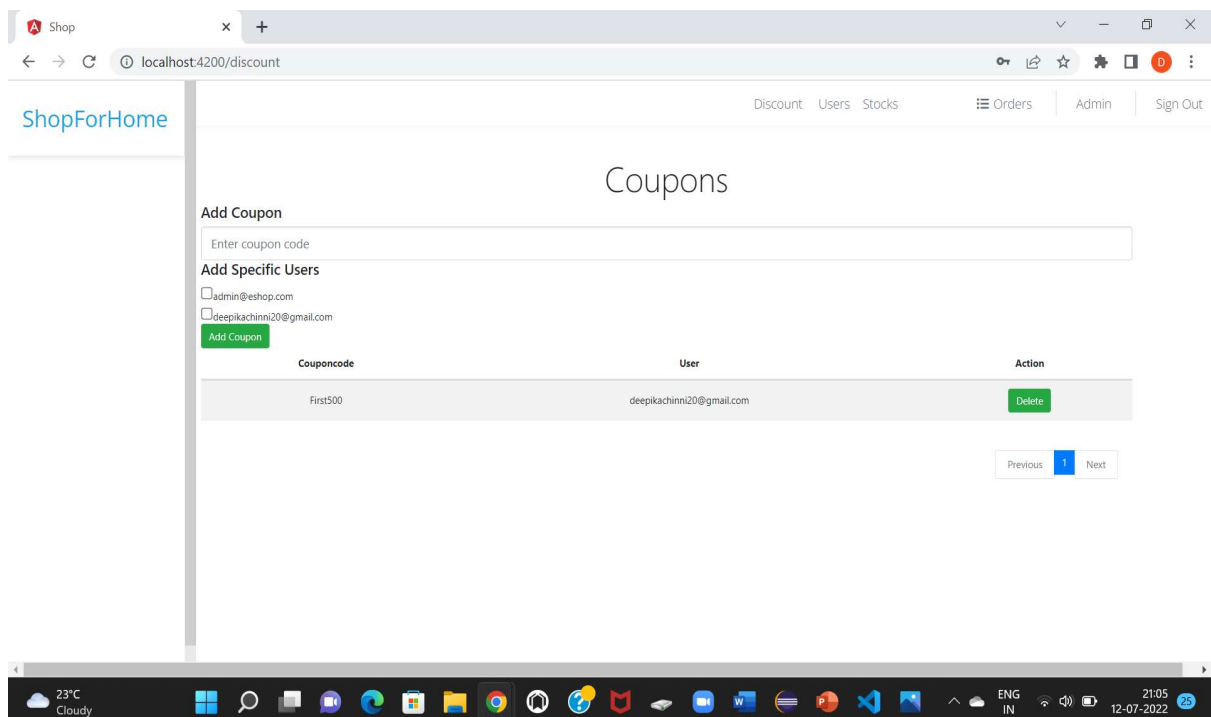 Shop
localhost:4200/discount
D
ShopForHome
Discount Users Stocks Orders Admin Sign Out
Coupons
Add Coupon
Enter coupon code
Add Specific Users
admin@eshop.com
deepikachinni20@gmail.com
Add Coupon
Couponcode User Action
First500 deepikachinni20@gmail.com Delete
Previous 1 Next
23°C
Cloudy
ENG
IN
21:05
12-07-2022
25